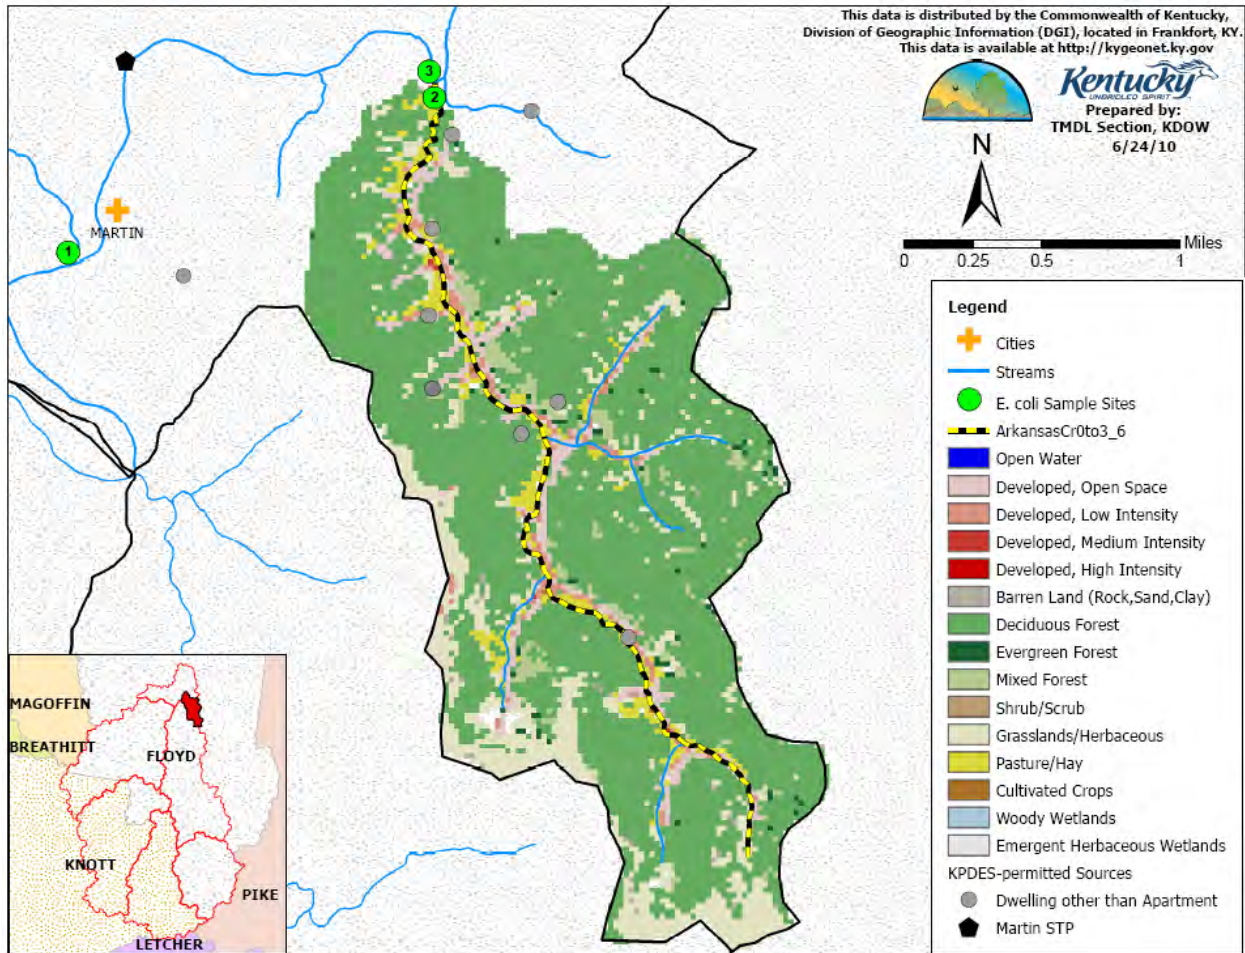 This data is distributed by the Commonwealth of Kentucky,
Division of Geographic Information (DGI), located in Frankfort, KY.
This data is available at http://kygeonet.ky.gov
Kentucky
UNBRIDLED SPIRIT
Prepared by:
TMDL Section, KDOW
6/24/10
N
Miles
0 0.25 0.5 1
3
2
1
MARTIN
Legend
Cities
Streams
E. coli Sample Sites
ArkansasCr0to3_6
Open Water
Developed, Open Space
Developed, Low Intensity
Developed, Medium Intensity
Developed, High Intensity
Barren Land (Rock,Sand,Clay)
Deciduous Forest
Evergreen Forest
Mixed Forest
Shrub/Scrub
Grasslands/Herbaceous
Pasture/Hay
Cultivated Crops
Woody Wetlands
Emergent Herbaceous Wetlands
KPDES-permitted Sources
Dwelling other than Apartment
Martin STP
MAGOFFIN
BREATHITT
FLOYD
KNOTT
PIKE
LETCHER